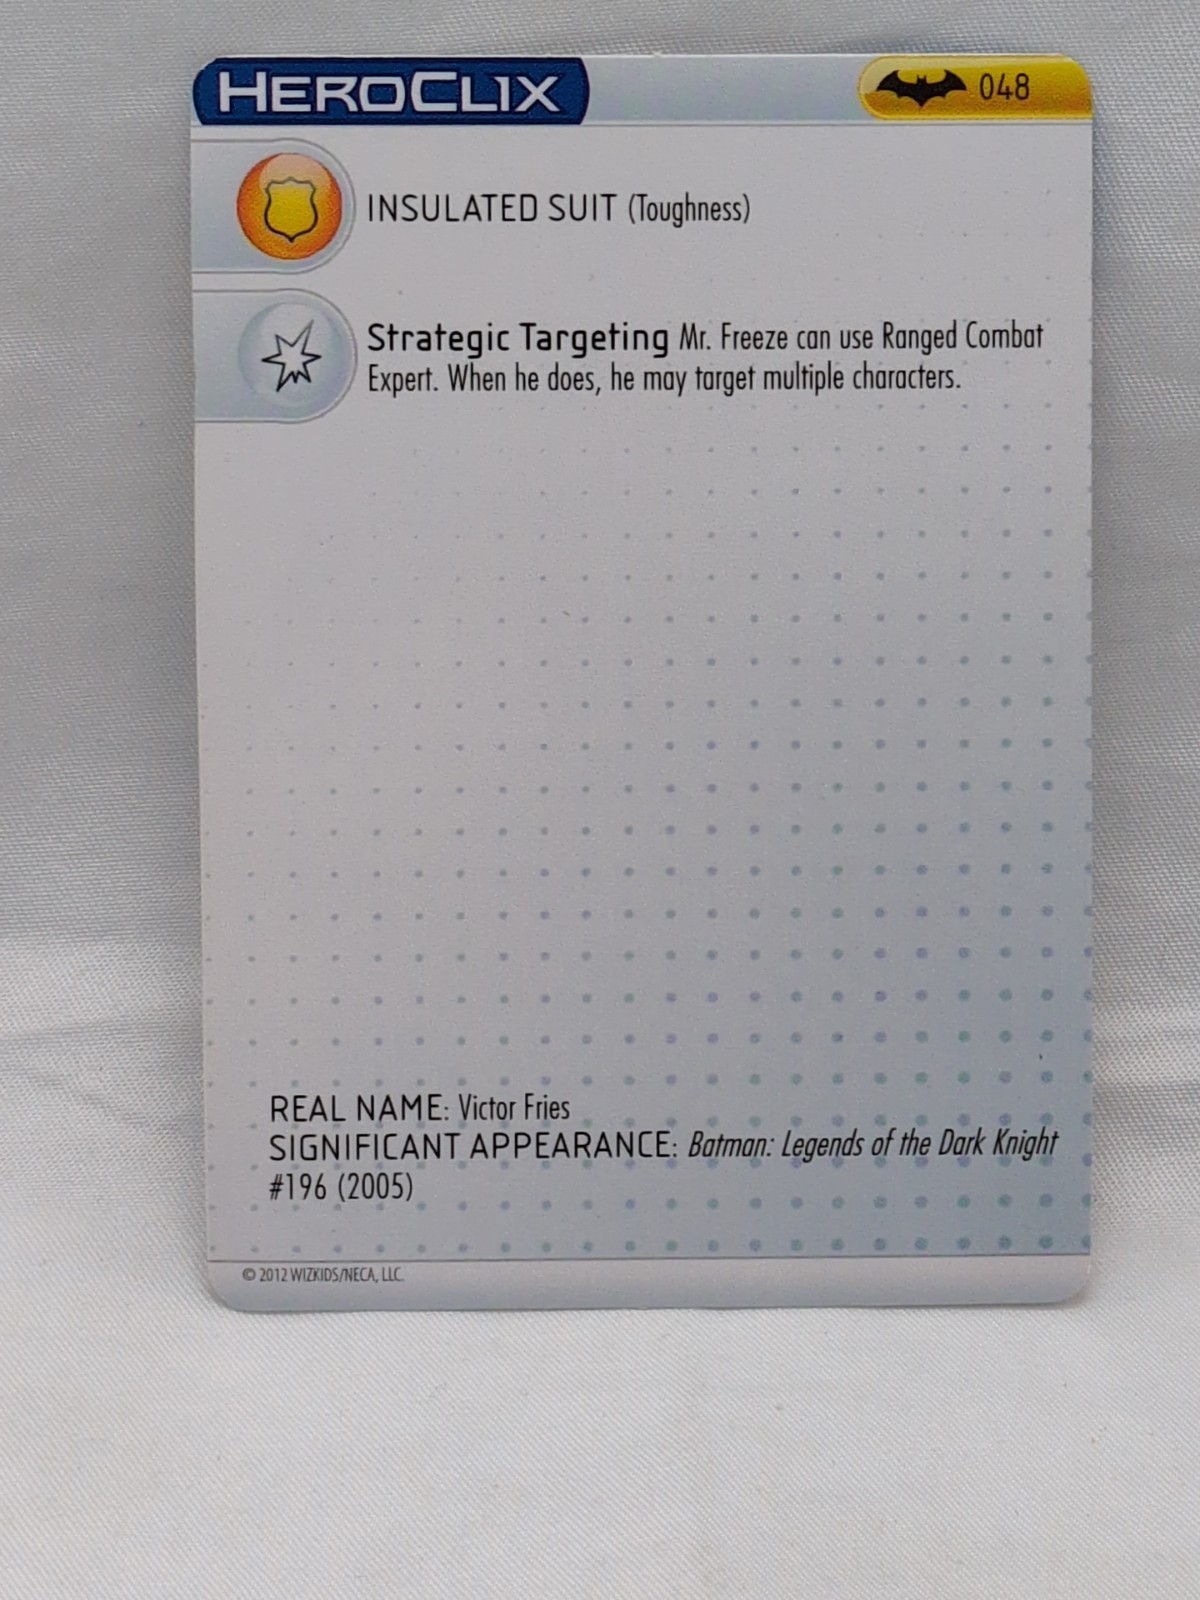 HEROCLIX
048
INSULATED SUIT (Toughness)
Strategic Targeting Mr. Freeze can use Ranged Combat
Expert. When he does, he may target multiple characters.
REAL NAME: Victor Fries
SIGNIFICANT APPEARANCE: Batman: Legends of the Dark Knight
#196 (2005)
© 2012 WIZKIDS/NECA, LLC.